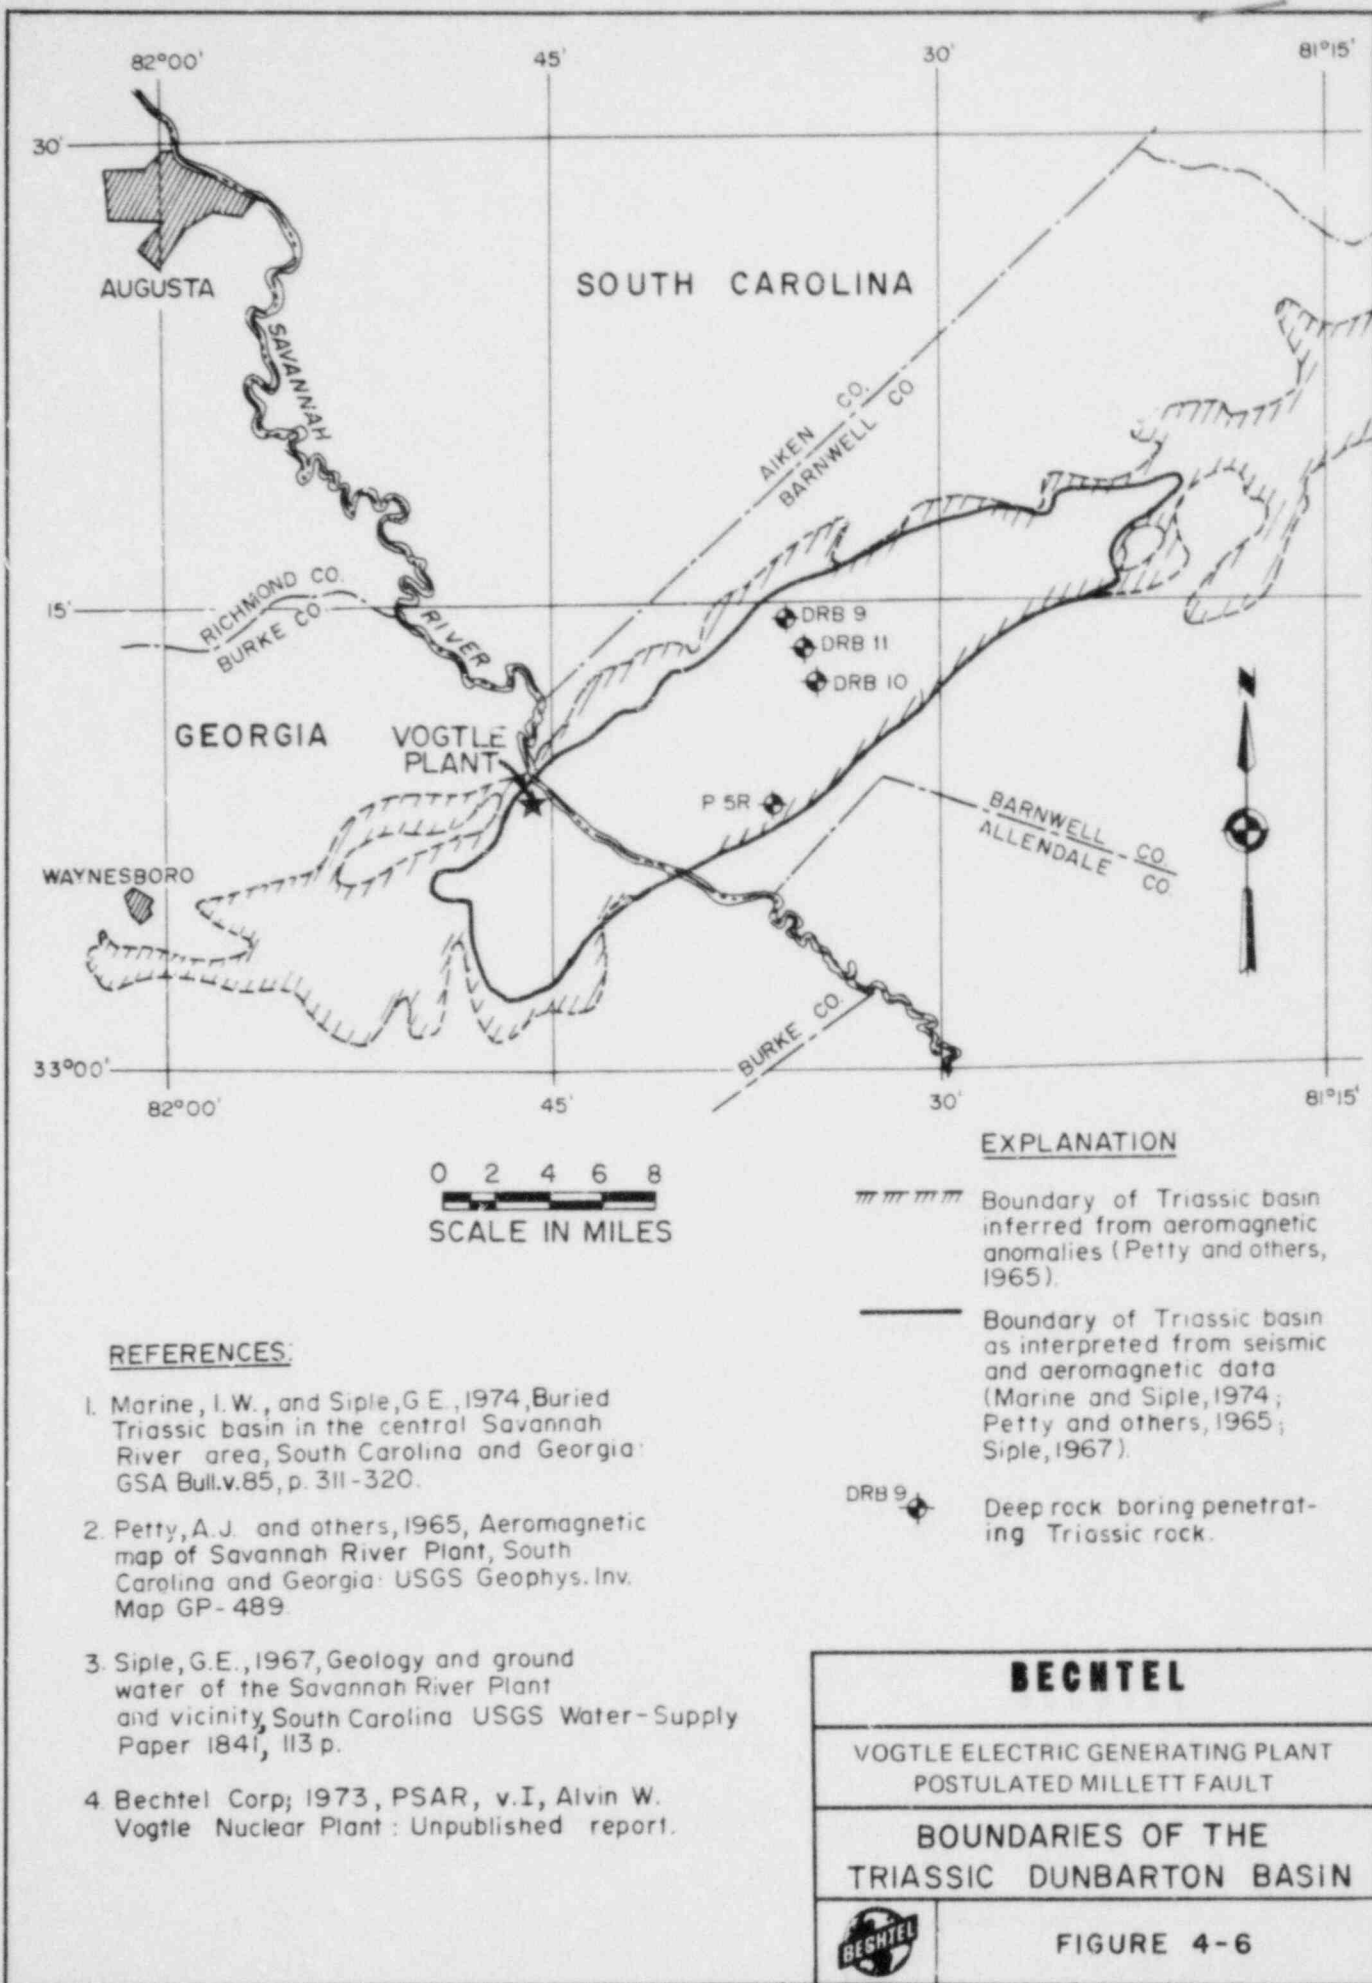 82°00'
45'
30'
81°15'
30'
AUGUSTA
SOUTH CAROLINA
SAVANNAH
AIKEN CO.
BARNWELL CO
RICHMOND CO.
BURKE CO
15'
RIVER
DRB 9
DRB 11
DRB 10
GEORGIA
VOGTLE
PLANT
N
P 5R
BARNWELL CO.
ALLENDALE CO.
WAYNESBORO
BURKE CO.
33°00'
82°00'
45'
30'
81°15'
0 2 4 6 8
SCALE IN MILES
EXPLANATION
Boundary of Triassic basin
inferred from aeromagnetic
anomalies (Petty and others,
1965).
Boundary of Triassic basin
as interpreted from seismic
and aeromagnetic data
(Marine and Siple, 1974;
Petty and others, 1965;
Siple, 1967).
DRB 9
Deep rock boring penetrat-
ing Triassic rock.
REFERENCES:
1. Marine, I.W., and Siple, G.E., 1974, Buried
Triassic basin in the central Savannah
River area, South Carolina and Georgia:
GSA Bull. v.85, p. 311-320.
2. Petty, A.J. and others, 1965, Aeromagnetic
map of Savannah River Plant, South
Carolina and Georgia: USGS Geophys. Inv.
Map GP-489.
3. Siple, G.E., 1967, Geology and ground
water of the Savannah River Plant
and vicinity, South Carolina USGS Water-Supply
Paper 1841, 113 p.
4. Bechtel Corp; 1973, PSAR, v.I, Alvin W.
Vogtle Nuclear Plant : Unpublished report.
BECHTEL
VOGTLE ELECTRIC GENERATING PLANT
POSTULATED MILLETT FAULT
BOUNDARIES OF THE
TRIASSIC DUNBARTON BASIN
BECHTEL
FIGURE 4-6